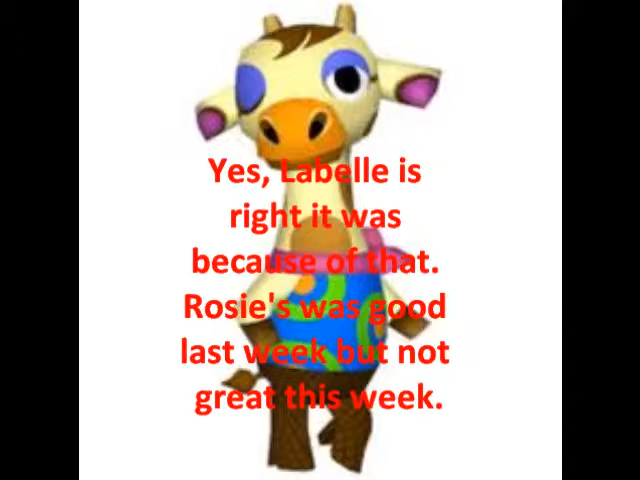 Yes, Labelle is
right it was
because of that.
Rosie's was good
last week but not
great this week.